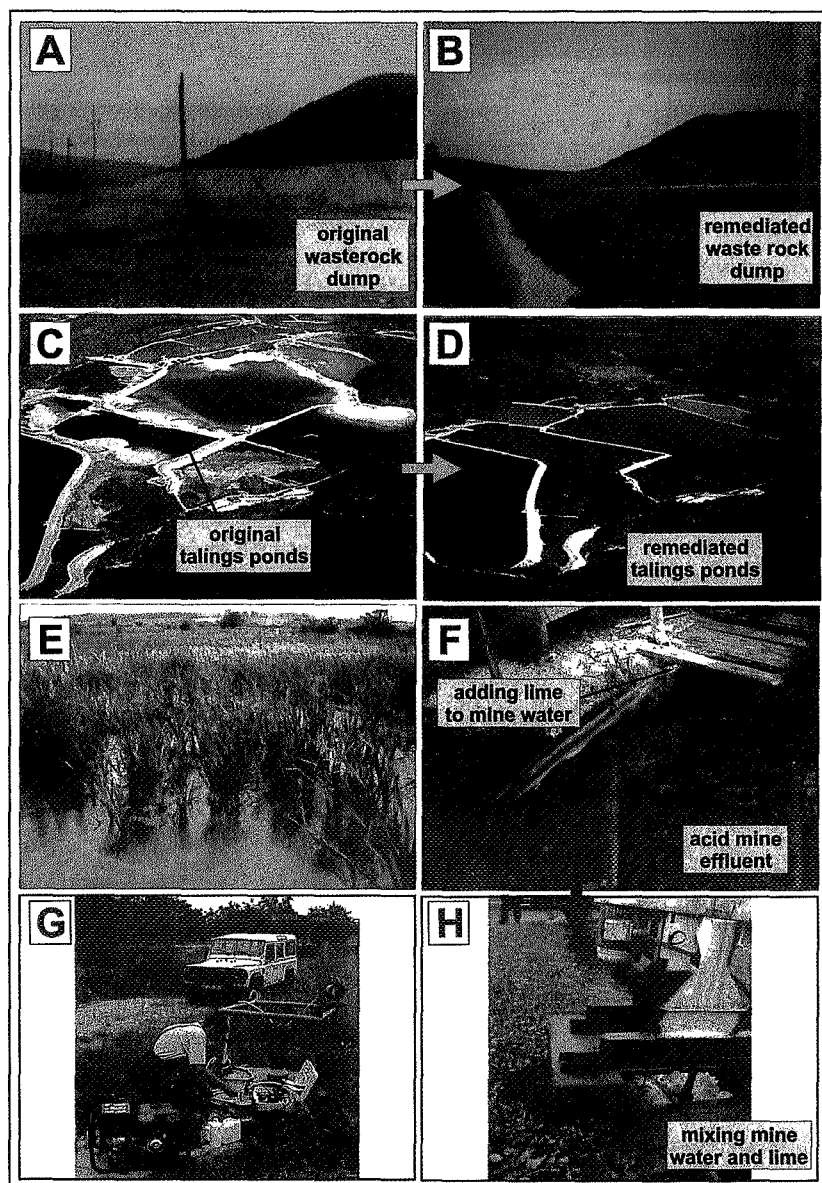 A
original
wasterock
dump
B
remediated
waste rock
dump
C
original
talings ponds
D
remediated
talings ponds
E
F
adding lime
to mine water
acid mine
effluent
G
H
mixing mine
water and lime